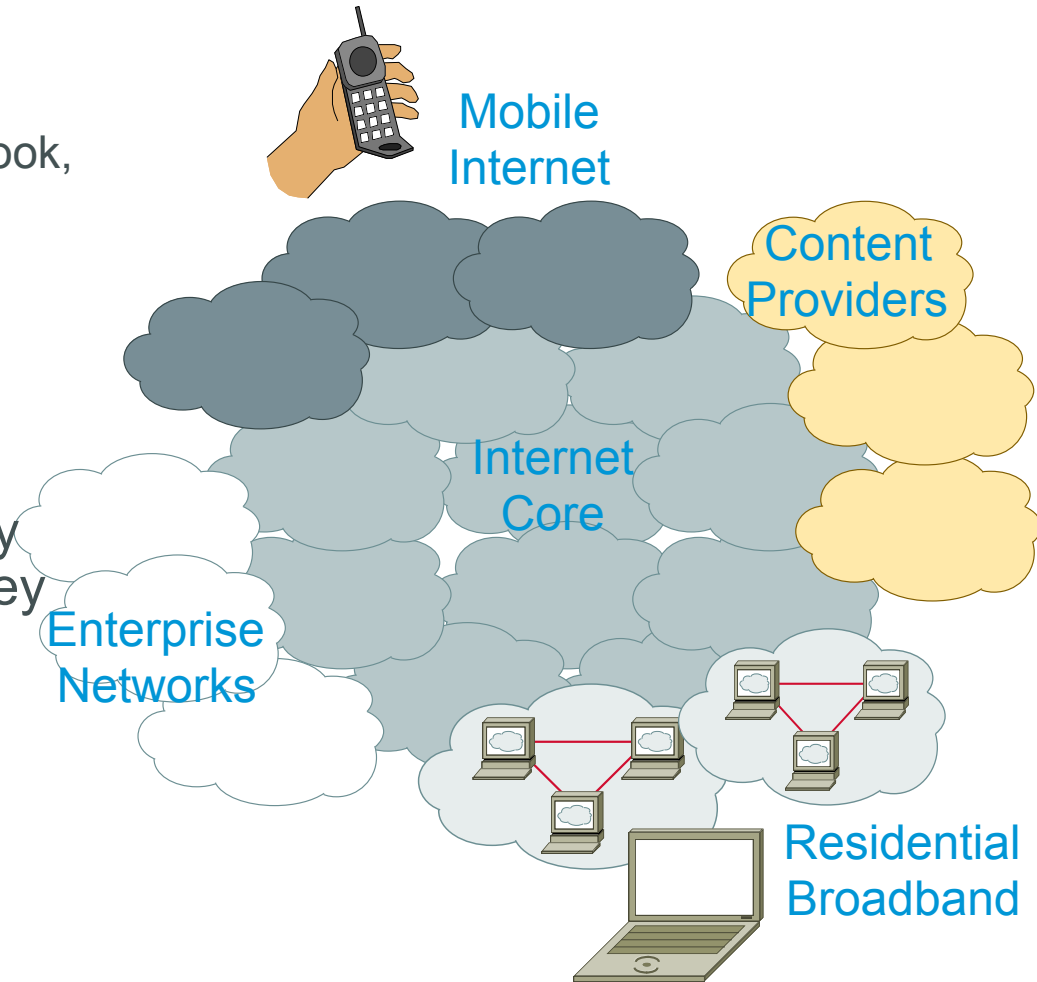 Mobile
Internet
ook,
Content
Providers
Internet
Core
y
ey
Enterprise
Networks
Residential
Broadband